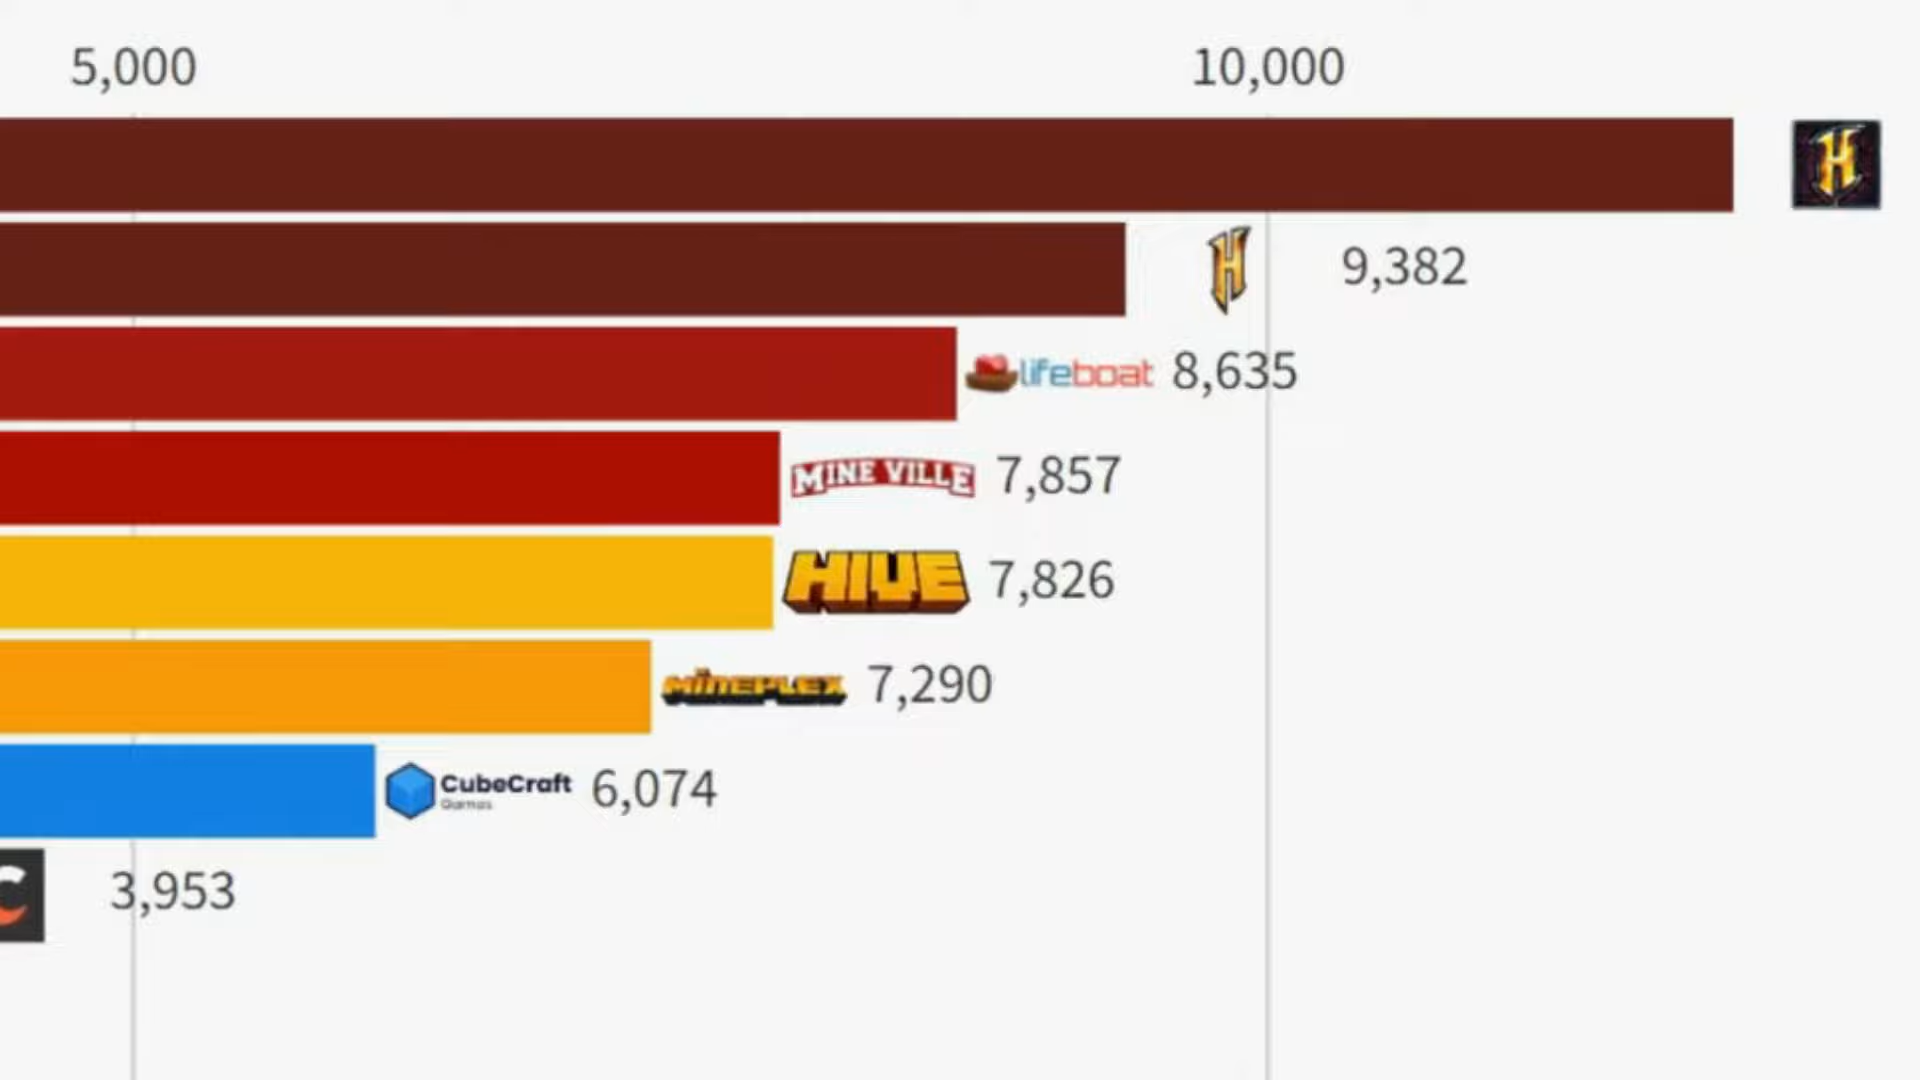 5,000 10,000
H
H 9,382
lifeboat 8,635
MINE VILLE 7,857
HIVE 7,826
MINEPLEX 7,290
CubeCraft 6,074
Games
C 3,953